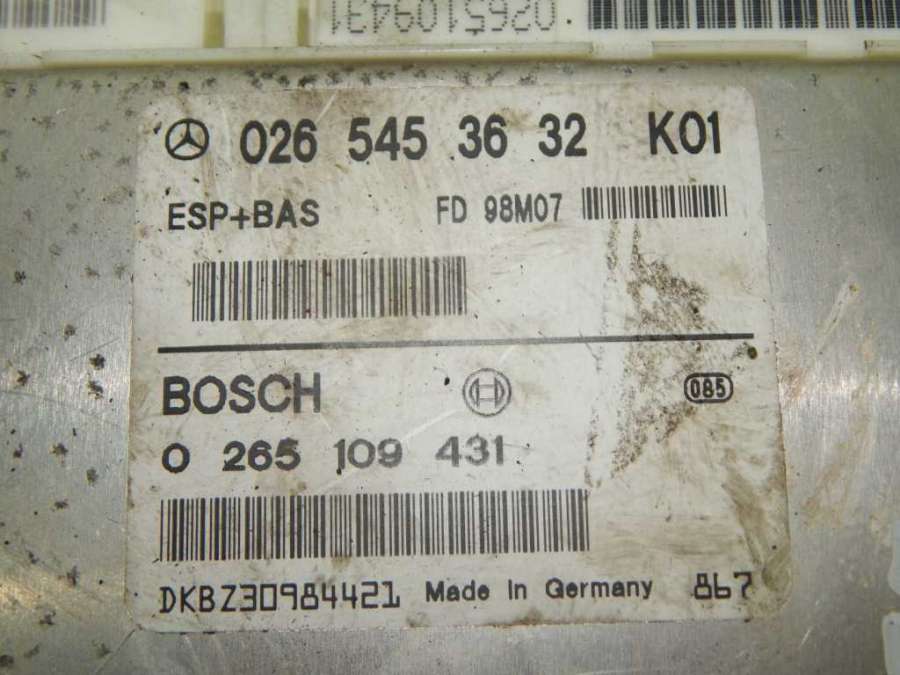 0265109431
026 545 36 32 K01
ESP+BAS FD 98M07
BOSCH 085
0 265 109 431
DKBZ30984421 Made in Germany 867